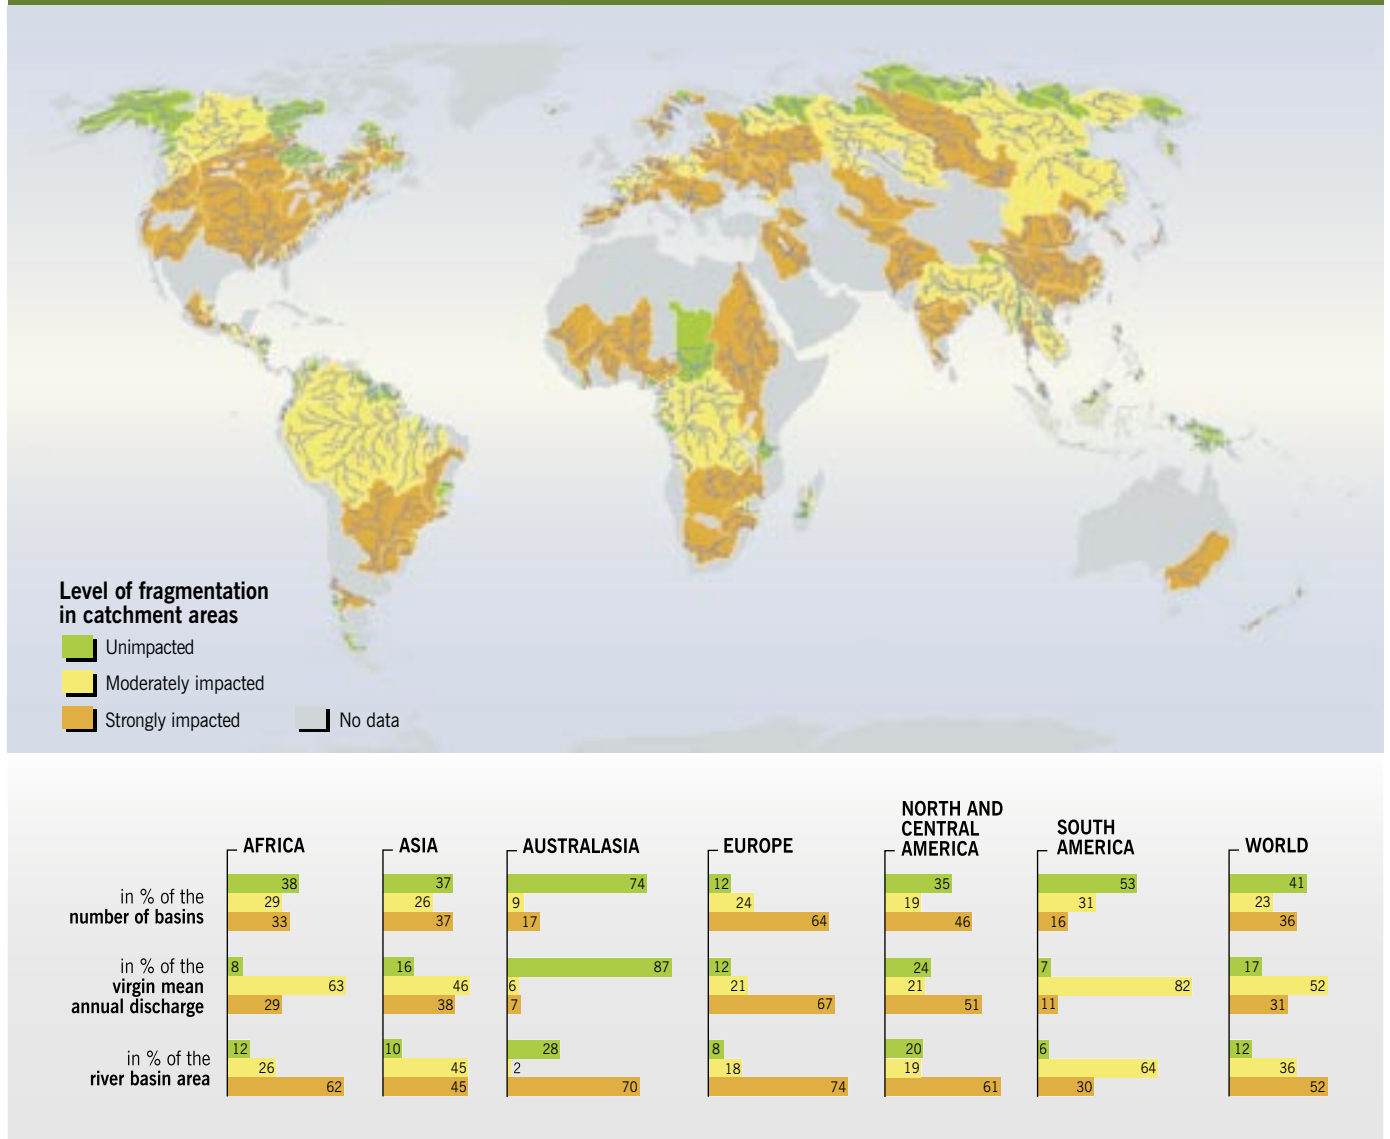 Level of fragmentation
in catchment areas
Unimpacted
Moderately impacted
Strongly impacted
No data
AFRICA
ASIA
AUSTRALASIA
EUROPE
NORTH AND
CENTRAL
AMERICA
SOUTH
AMERICA
WORLD
in % of the
number of basins
38 37 74 12 35 53 41
29 26 9 24 19 31 23
33 37 17 64 46 16 36
in % of the
virgin mean
annual discharge
8 16 87 12 24 7 17
63 46 6 21 21 82 52
29 38 7 67 51 11 31
in % of the
river basin area
12 10 28 8 20 6 12
26 45 2 18 19 64 36
62 45 70 74 61 30 52